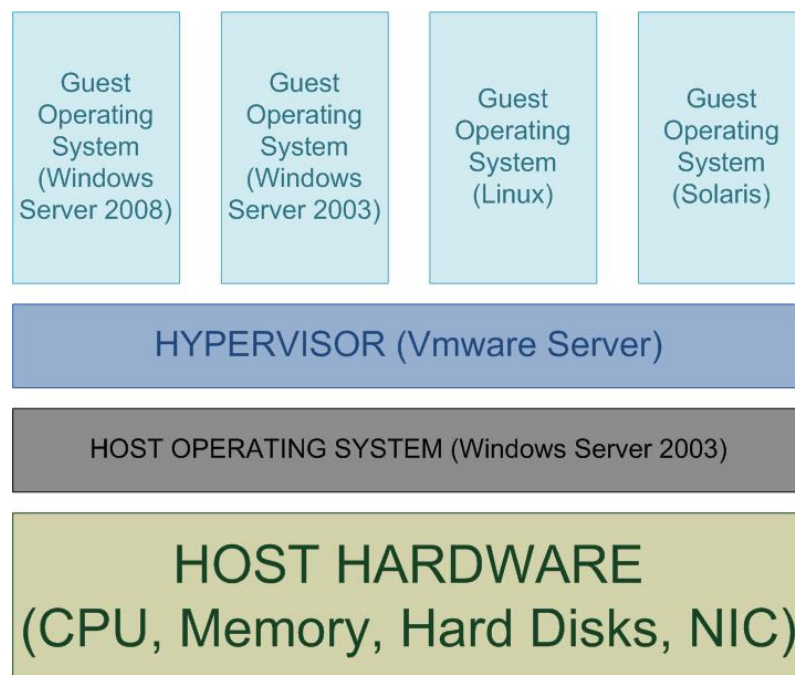 Guest
Operating
System
(Windows
Server 2008)
Guest
Operating
System
(Windows
Server 2003)
Guest
Operating
System
(Linux)
Guest
Operating
System
(Solaris)
HYPERVISOR (Vmware Server)
HOST OPERATING SYSTEM (Windows Server 2003)
HOST HARDWARE
(CPU, Memory, Hard Disks, NIC)